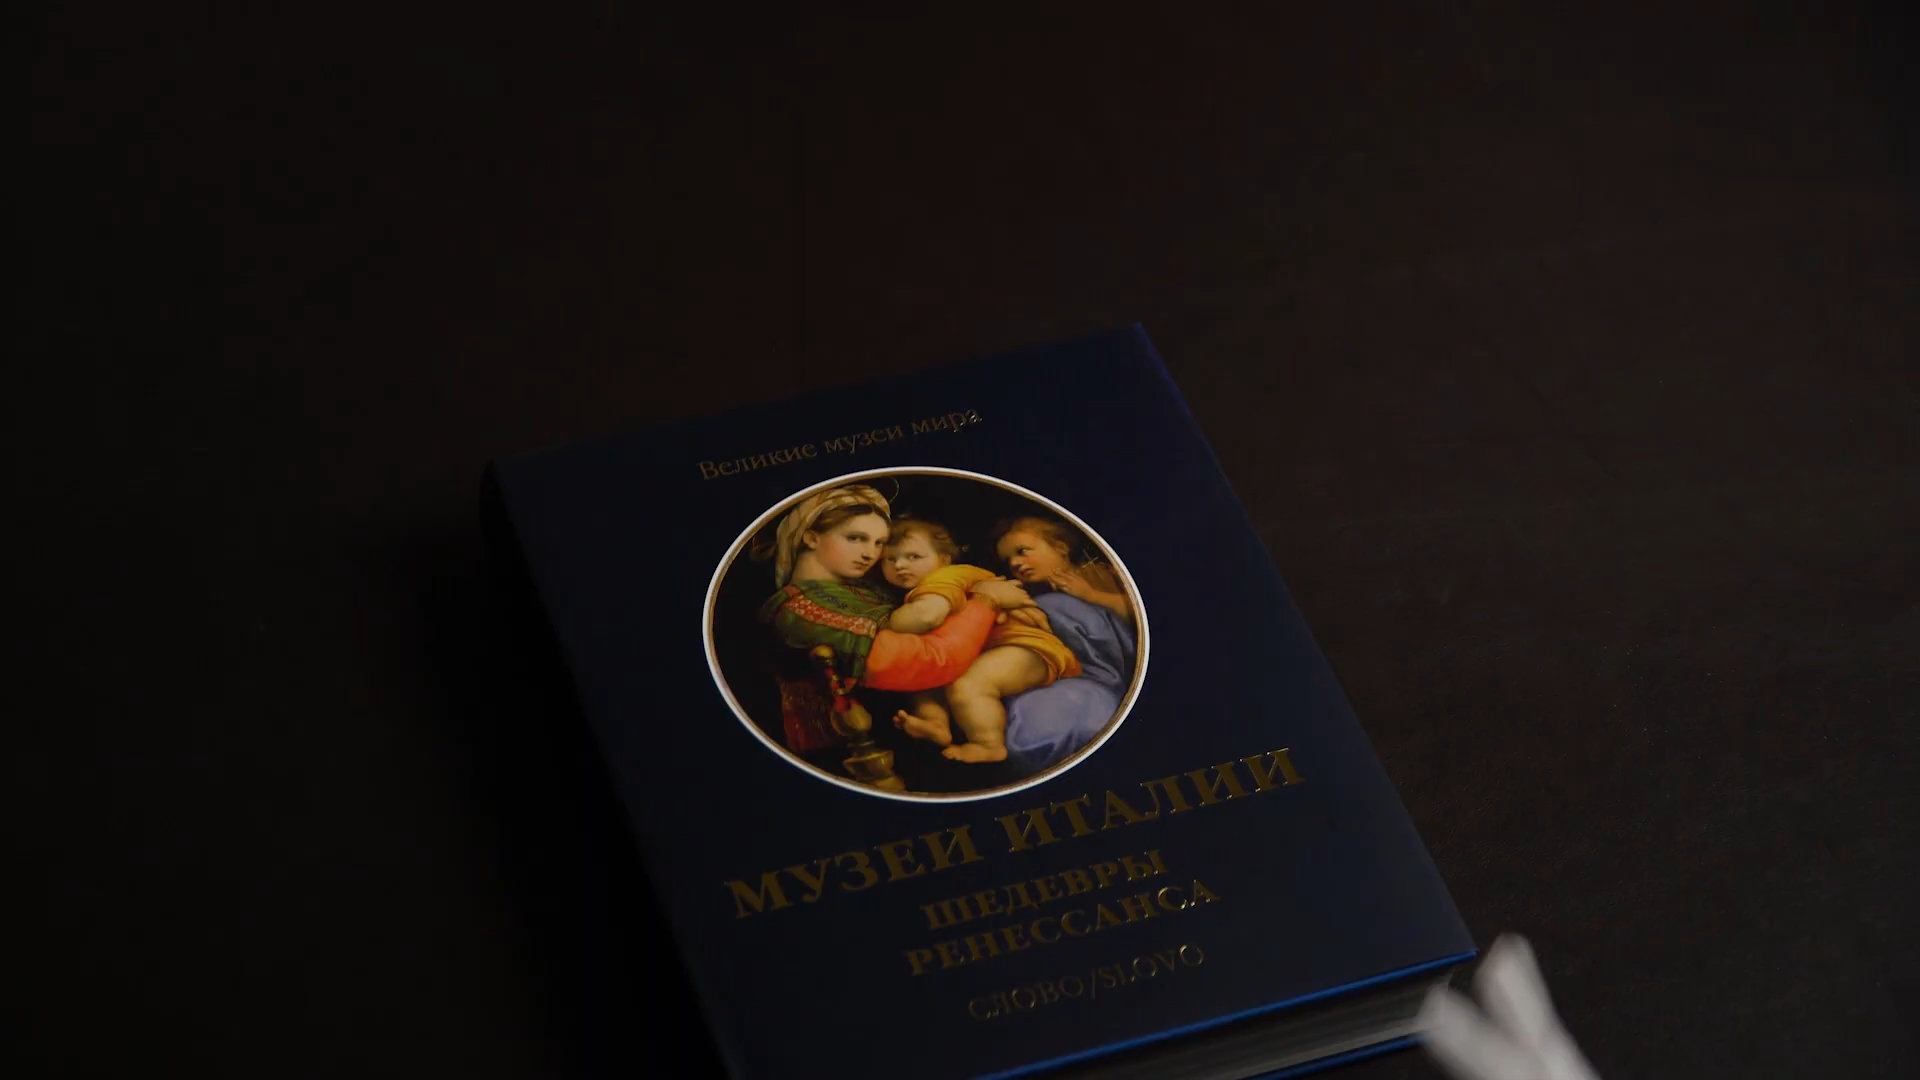 Великие музеи мира
МУЗЕИ ИТАЛИИ
ШЕДЕВРЫ
РЕНЕССАНСА
СЛОВО/SLOVO